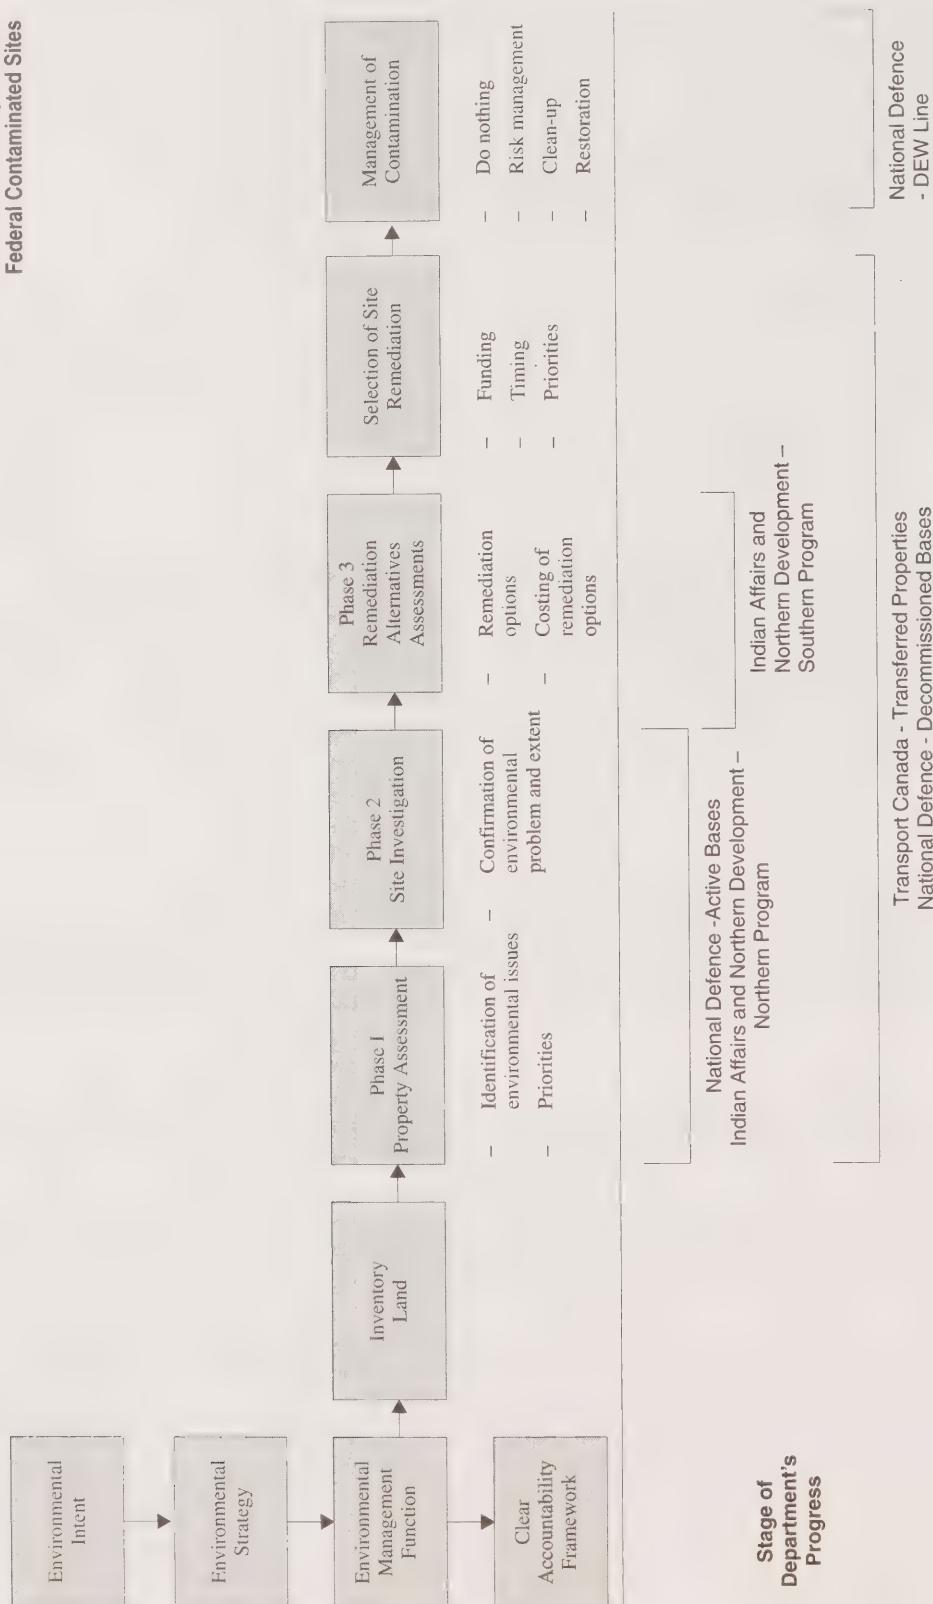 Federal Contaminated Sites
Environmental
Intent
Environmental
Strategy
Environmental
Management
Function
Clear
Accountability
Framework
Inventory
Land
Phase 1
Property Assessment
Phase 2
Site Investigation
Phase 3
Remediation
Alternatives
Assessments
Selection of Site
Remediation
Management of
Contamination
– Identification of
environmental issues
– Priorities
– Confirmation of
environmental
problem and extent
– Remediation
options
– Costing of
remediation
options
– Funding
– Timing
– Priorities
– Do nothing
– Risk management
– Clean-up
– Restoration
Stage of
Department's
Progress
National Defence -Active Bases
Indian Affairs and Northern Development –
Northern Program
Indian Affairs and
Northern Development –
Southern Program
Transport Canada - Transferred Properties
National Defence - Decommissioned Bases
National Defence
- DEW Line